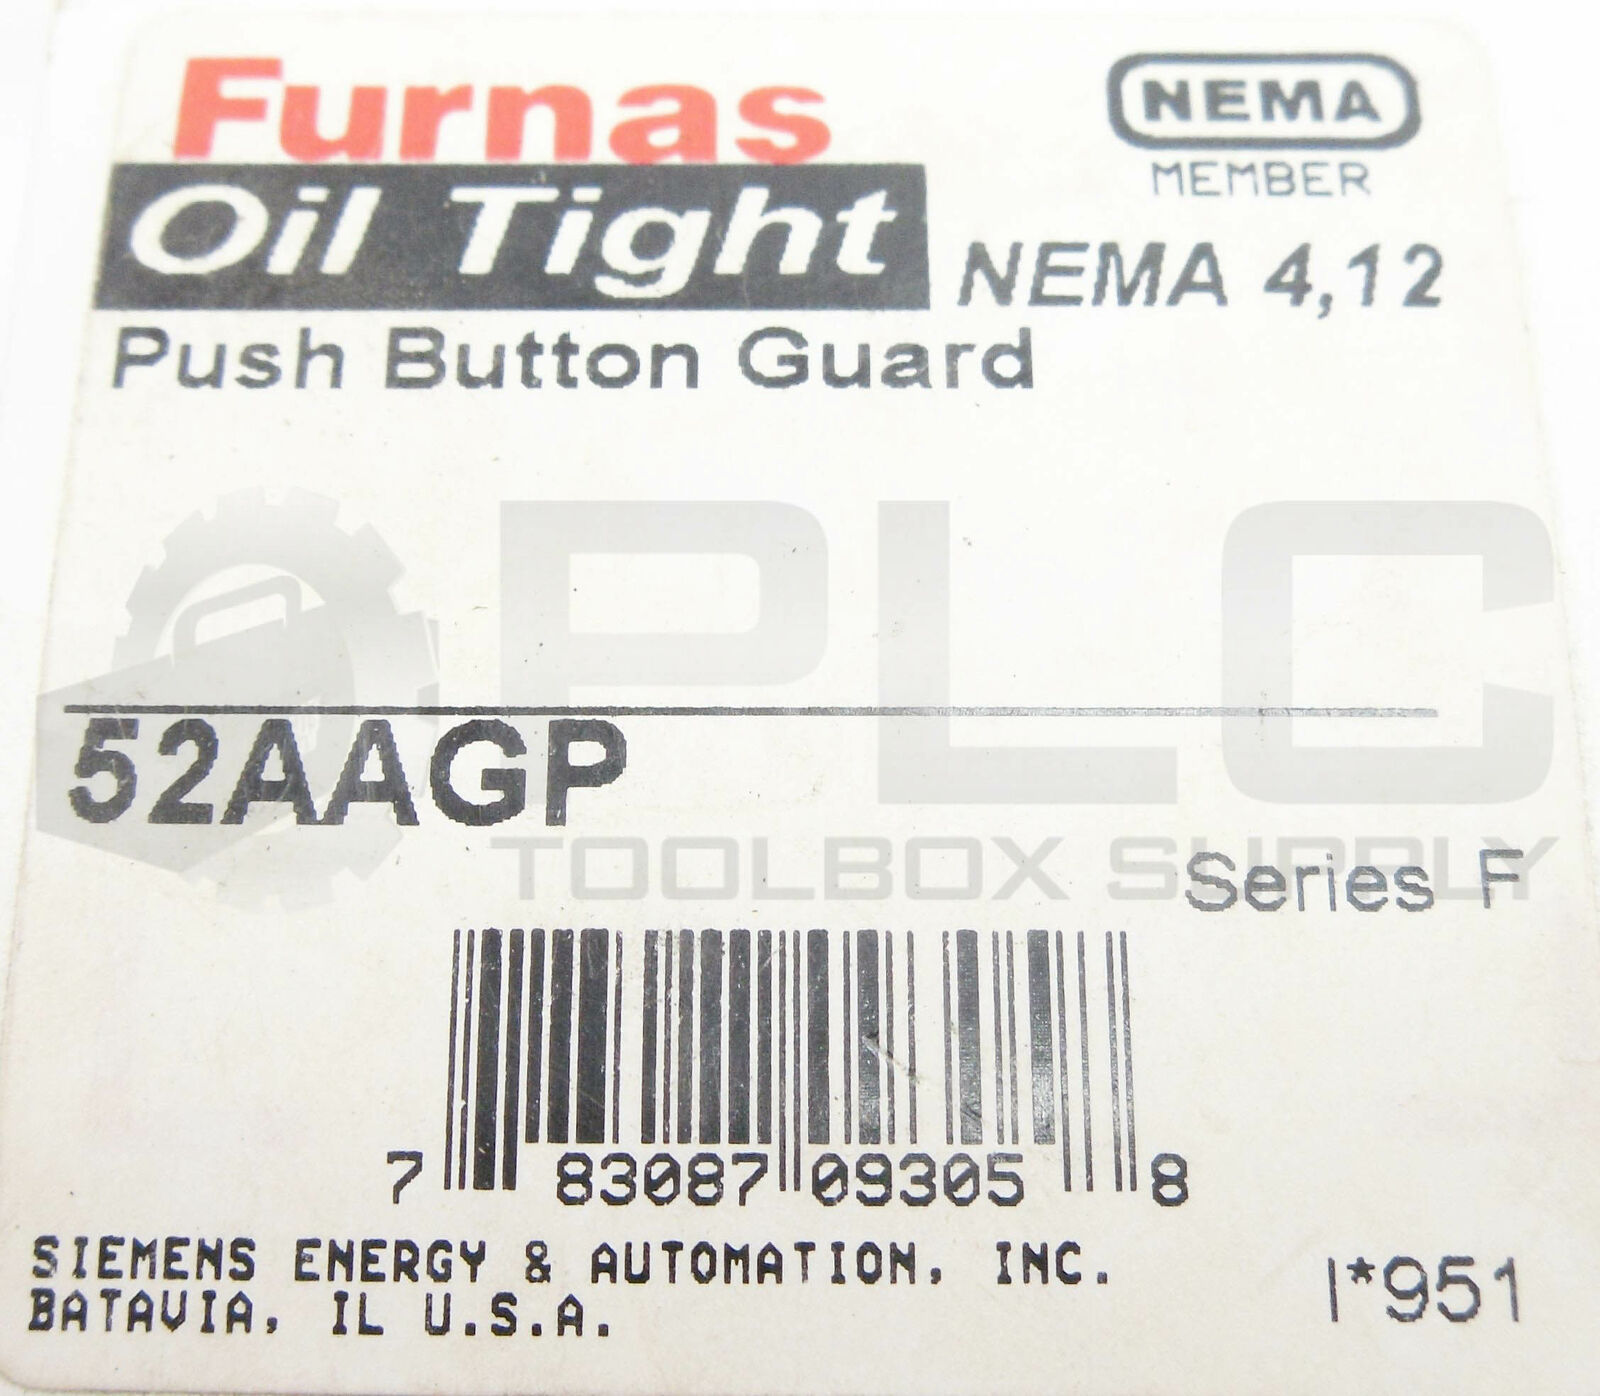 Furnas
NEMA
MEMBER
Oil Tight
NEMA 4,12
Push Button Guard
PLC
52AAGP
TOOLBOX SUPPLY
Series F
7 83087 09305 8
SIEMENS ENERGY & AUTOMATION, INC.
BATAVIA, IL U.S.A.
I*951